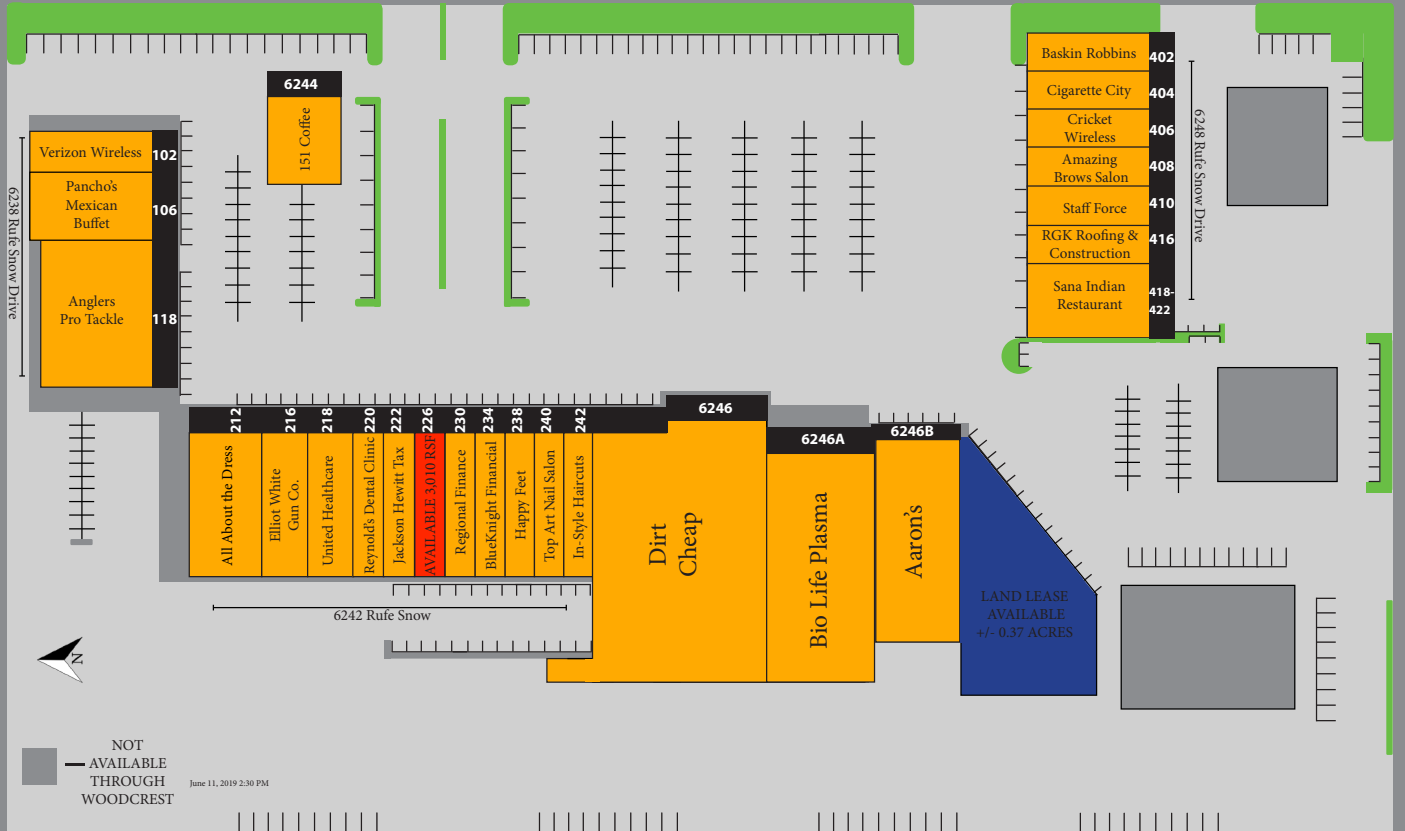 6244
151 Coffee
Verizon Wireless
102
Pancho's
Mexican
Buffet
106
Anglers
Pro Tackle
118
6238 Rufe Snow Drive
Baskin Robbins
402
Cigarette City
404
Cricket
Wireless
406
Amazing
Brows Salon
408
Staff Force
410
RGK Roofing &
Construction
416
Sana Indian
Restaurant
418-
422
6248 Rufe Snow Drive
212
All About the Dress
216
Elliot White
Gun Co.
218
United Healthcare
220
Reynold's Dental Clinic
222
Jackson Hewitt Tax
226
AVAILABLE 3,010 RSF
230
Regional Finance
234
BlueKnight Financial
238
Happy Feet
240
Top Art Nail Salon
242
In-Style Haircuts
6246
Dirt
Cheap
6246A
Bio Life Plasma
6246B
Aaron's
LAND LEASE
AVAILABLE
+/- 0.37 ACRES
6242 Rufe Snow
N
NOT
AVAILABLE
THROUGH
WOODCREST
June 11, 2019 2:30 PM